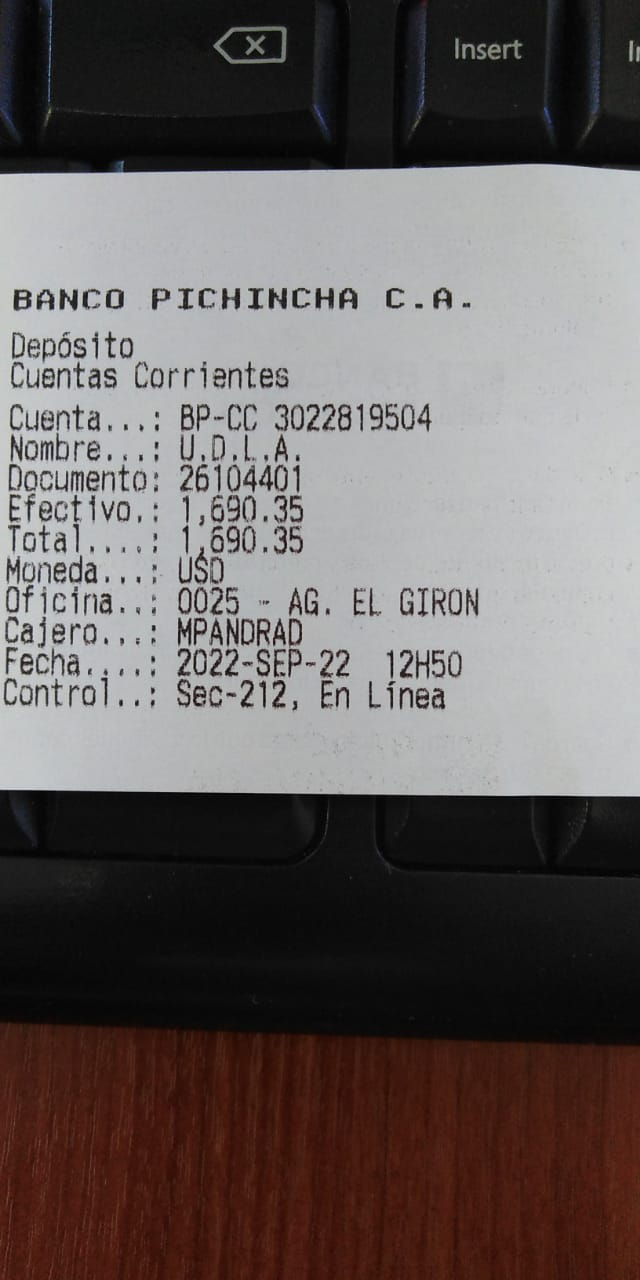 Insert
BANCO PICHINCHA C.A.
Depósito
Cuentas Corrientes
Cuenta...: BP-CC 3022819504
Nombre...: U.D.L.A.
Documento: 26104401
Efectivo.: 1,690.35
Total....: 1,690.35
Moneda...: USD
Oficina..: 0025 - AG. EL GIRON
Cajero...: MPANDRAD
Fecha....: 2022-SEP-22 12H50
Control..: Sec-212, En Línea